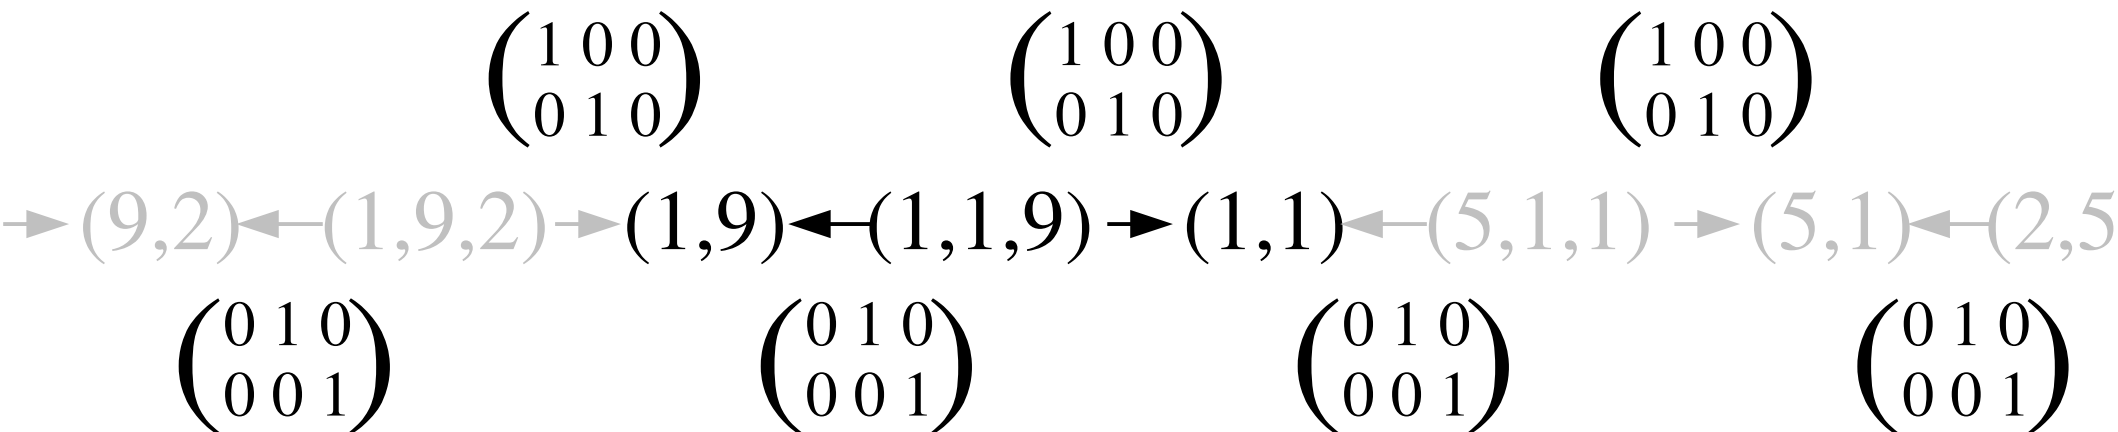 1 0 0 1 0 0 1 0 0
0 1 0 0 1 0 0 1 0
→(9,2)←(1,9,2)→(1,9)←(1,1,9)→(1,1)←(5,1,1)→(5,1)←(2,5
0 1 0 0 1 0 0 1 0 0 1 0
0 0 1 0 0 1 0 0 1 0 0 1